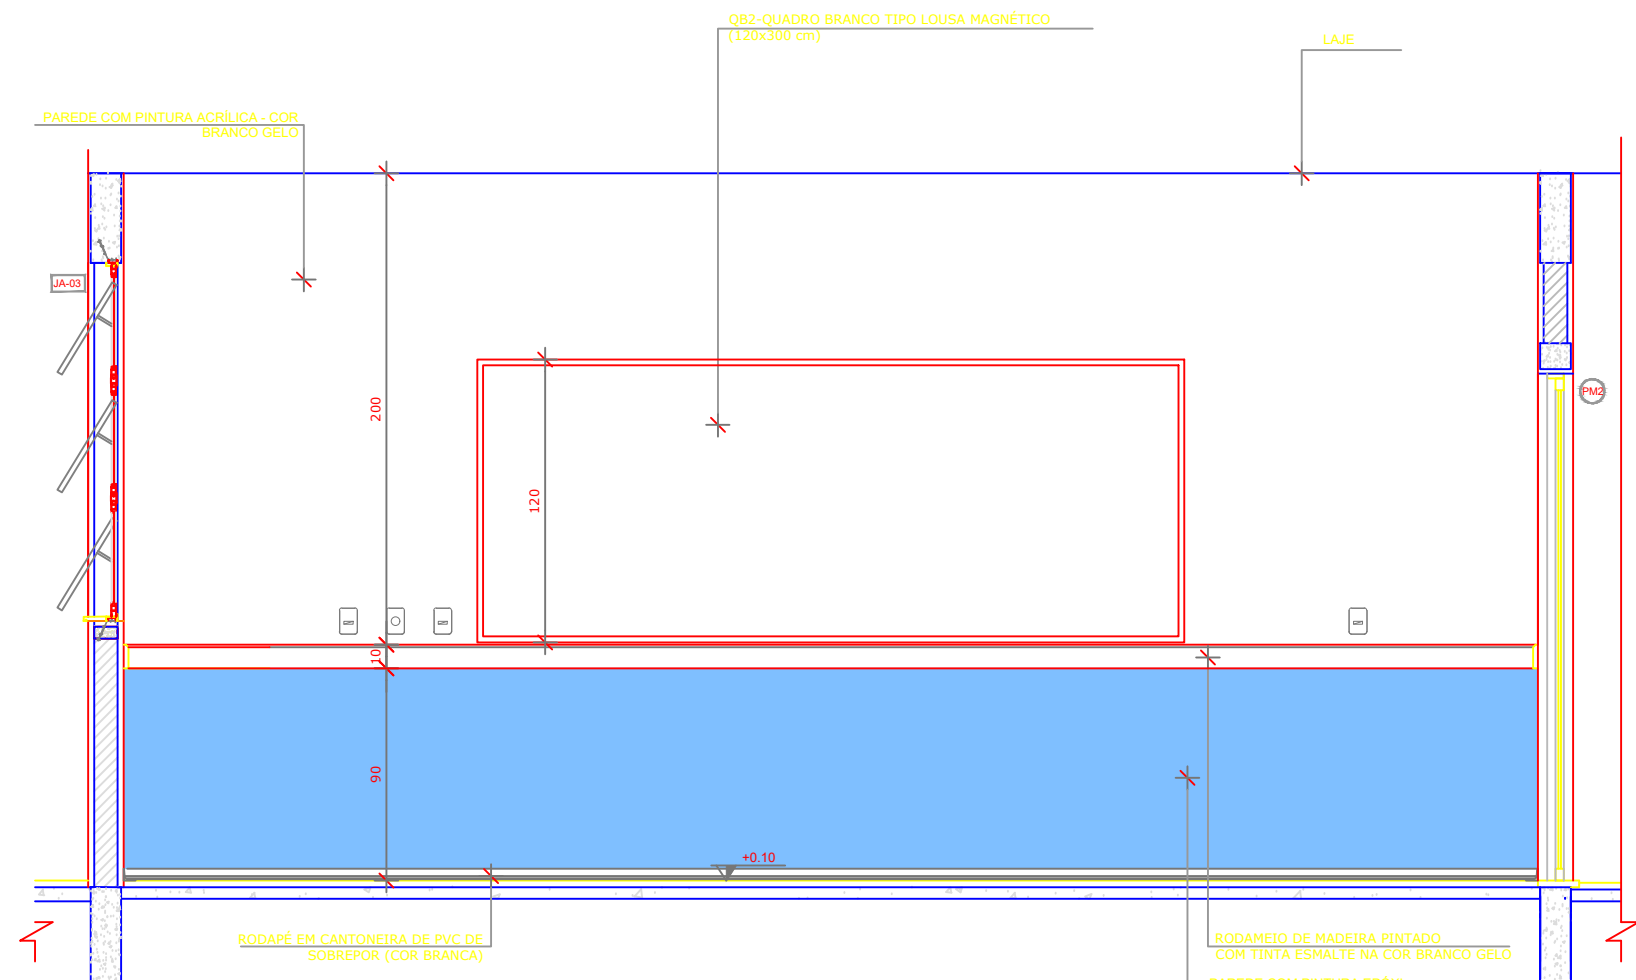 QB2-QUADRO BRANCO TIPO LOUSA MAGNÉTICO
(120x300 cm)
LAJE
PAREDE COM PINTURA ACRÍLICA - COR
BRANCO GELO
JA-03
PM2
200
120
10
90
+0.10
RODAPÉ EM CANTONEIRA DE PVC DE
SOBREPOR (COR BRANCA)
RODAMEIO DE MADEIRA PINTADO
COM TINTA ESMALTE NA COR BRANCO GELO